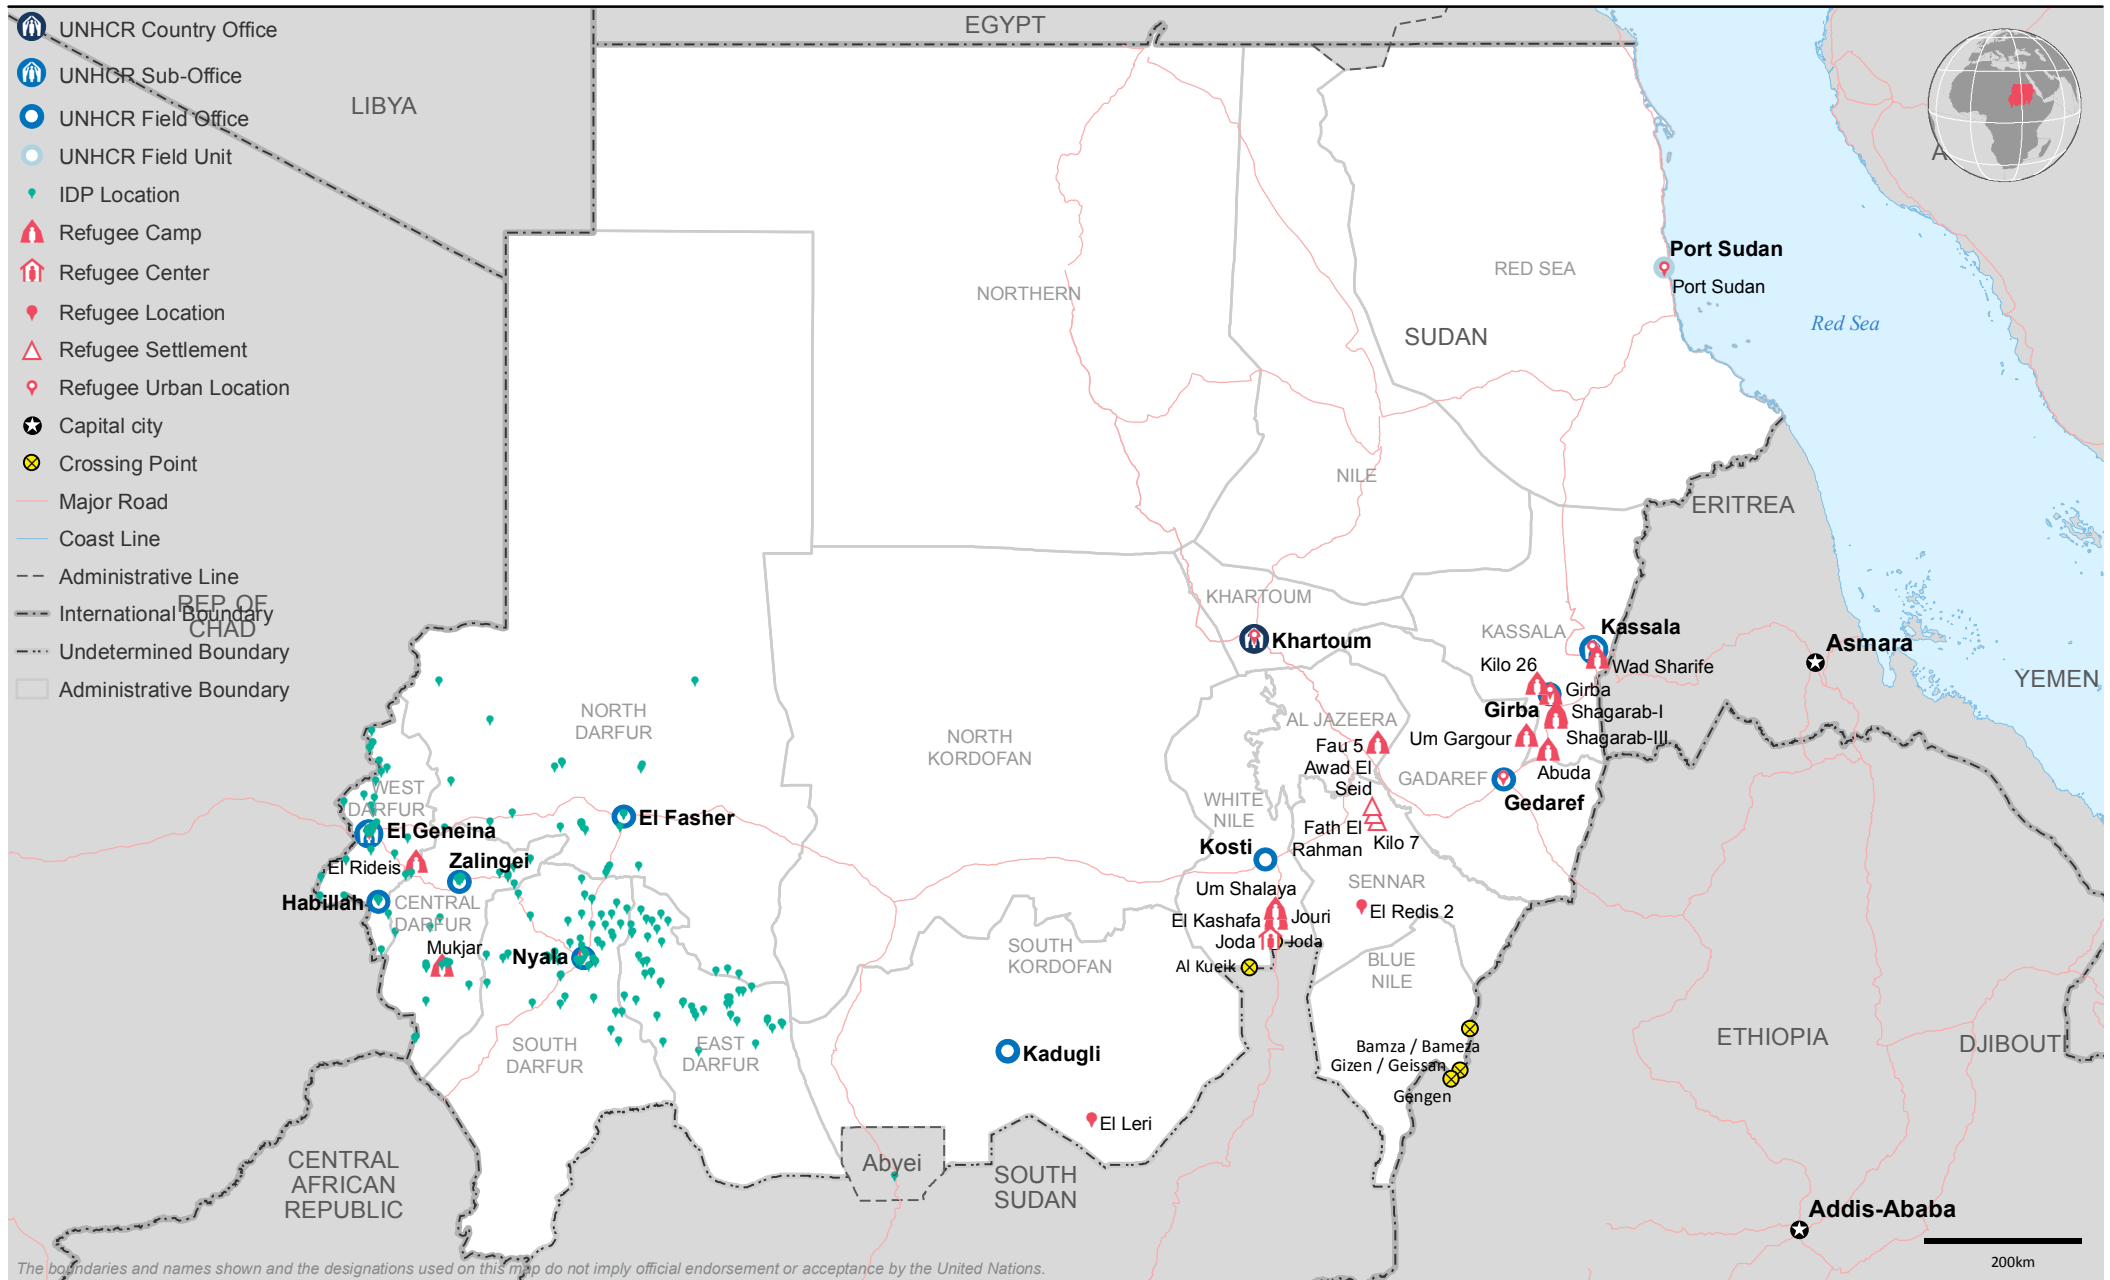 UNHCR Country Office
UNHCR Sub-Office
UNHCR Field Office
UNHCR Field Unit
IDP Location
Refugee Camp
Refugee Center
Refugee Location
Refugee Settlement
Refugee Urban Location
Capital city
Crossing Point
Major Road
Coast Line
Administrative Line
International Boundary
Undetermined Boundary
Administrative Boundary
EGYPT
LIBYA
REP. OF
CHAD
NORTHERN
RED SEA
SUDAN
Port Sudan
Port Sudan
Red Sea
NILE
ERITREA
KHARTOUM
Khartoum
KASSALA
Kassala
Wad Sharife
Kilo 26
Girba
Girba
Shagarab-I
Shagarab-III
Um Gargour
Abuda
Asmara
YEMEN
NORTH
DARFUR
NORTH
KORDOFAN
AL JAZEERA
Fau 5
Awad El
Seid
GADAREF
Gedaref
WEST
DARFUR
El Geneina
El Fasher
WHITE
NILE
Fath El
Rahman
Kilo 7
Kosti
El Rideis
Zalingei
Habillah
CENTRAL
DARFUR
Mukjar
Nyala
Um Shalaya
SENNAR
El Kashafa
Jouri
El Redis 2
Joda
Joda
Al Kueik
SOUTH
KORDOFAN
BLUE
NILE
SOUTH
DARFUR
EAST
DARFUR
Kadugli
Bamza / Bameza
Gizen / Geissan
Gengen
ETHIOPIA
DJIBOUTI
El Leri
Abyei
CENTRAL
AFRICAN
REPUBLIC
SOUTH
SUDAN
Addis-Ababa
200km
The boundaries and names shown and the designations used on this map do not imply official endorsement or acceptance by the United Nations.